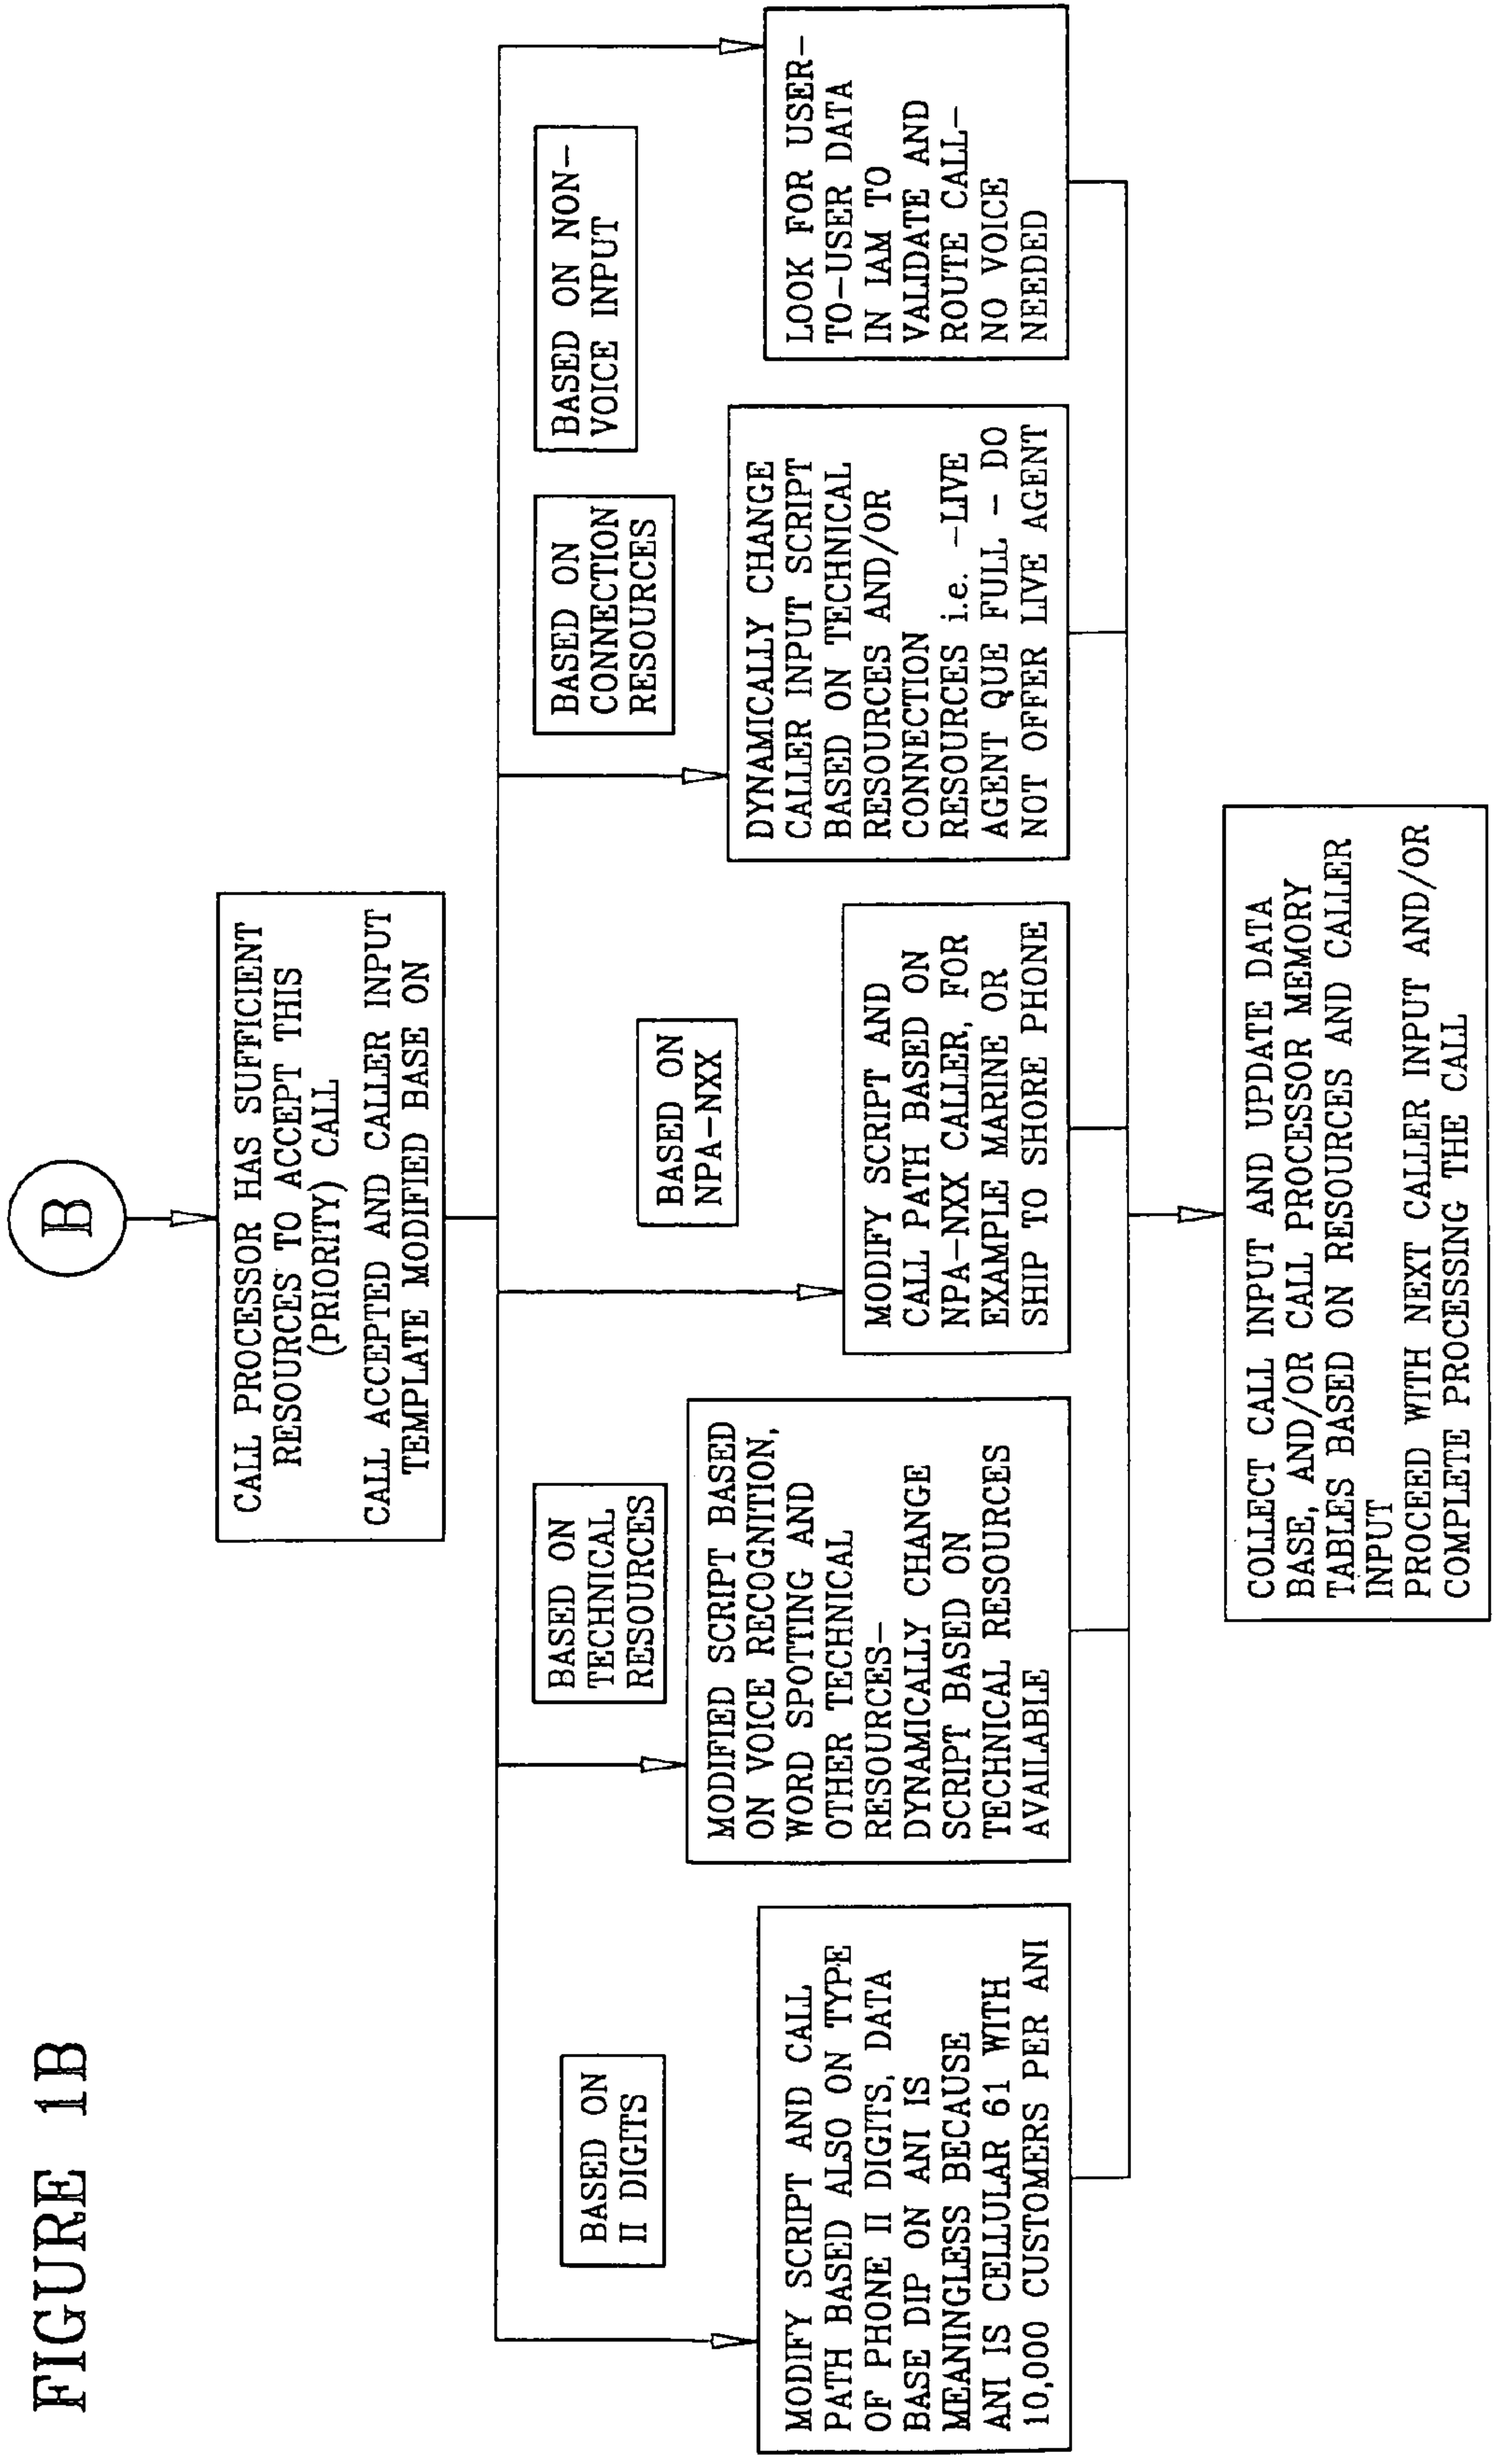 FIGURE 1B
B
CALL PROCESSOR HAS SUFFICIENT
RESOURCES TO ACCEPT THIS
(PRIORITY) CALL
CALL ACCEPTED AND CALLER INPUT
TEMPLATE MODIFIED BASE ON
BASED ON
II DIGITS
MODIFY SCRIPT AND CALL
PATH BASED ALSO ON TYPE
OF PHONE II DIGITS, DATA
BASE DIP ON ANI IS
MEANINGLESS BECAUSE
ANI IS CELLULAR 61 WITH
10,000 CUSTOMERS PER ANI
BASED ON
TECHNICAL
RESOURCES
MODIFIED SCRIPT BASED
ON VOICE RECOGNITION,
WORD SPOTTING AND
OTHER TECHNICAL
RESOURCES-
DYNAMICALLY CHANGE
SCRIPT BASED ON
TECHNICAL RESOURCES
AVAILABLE
BASED ON
NPA-NXX
MODIFY SCRIPT AND
CALL PATH BASED ON
NPA-NXX CALLER, FOR
EXAMPLE MARINE OR
SHIP TO SHORE PHONE
BASED ON
CONNECTION
RESOURCES
DYNAMICALLY CHANGE
CALLER INPUT SCRIPT
BASED ON TECHNICAL
RESOURCES AND/OR
CONNECTION
RESOURCES i.e. -LIVE
AGENT QUE FULL - DO
NOT OFFER LIVE AGENT
BASED ON NON-
VOICE INPUT
LOOK FOR USER-
TO-USER DATA
IN IAM TO
VALIDATE AND
ROUTE CALL-
NO VOICE
NEEDED
COLLECT CALL INPUT AND UPDATE DATA
BASE, AND/OR CALL PROCESSOR MEMORY
TABLES BASED ON RESOURCES AND CALLER
INPUT
PROCEED WITH NEXT CALLER INPUT AND/OR
COMPLETE PROCESSING THE CALL